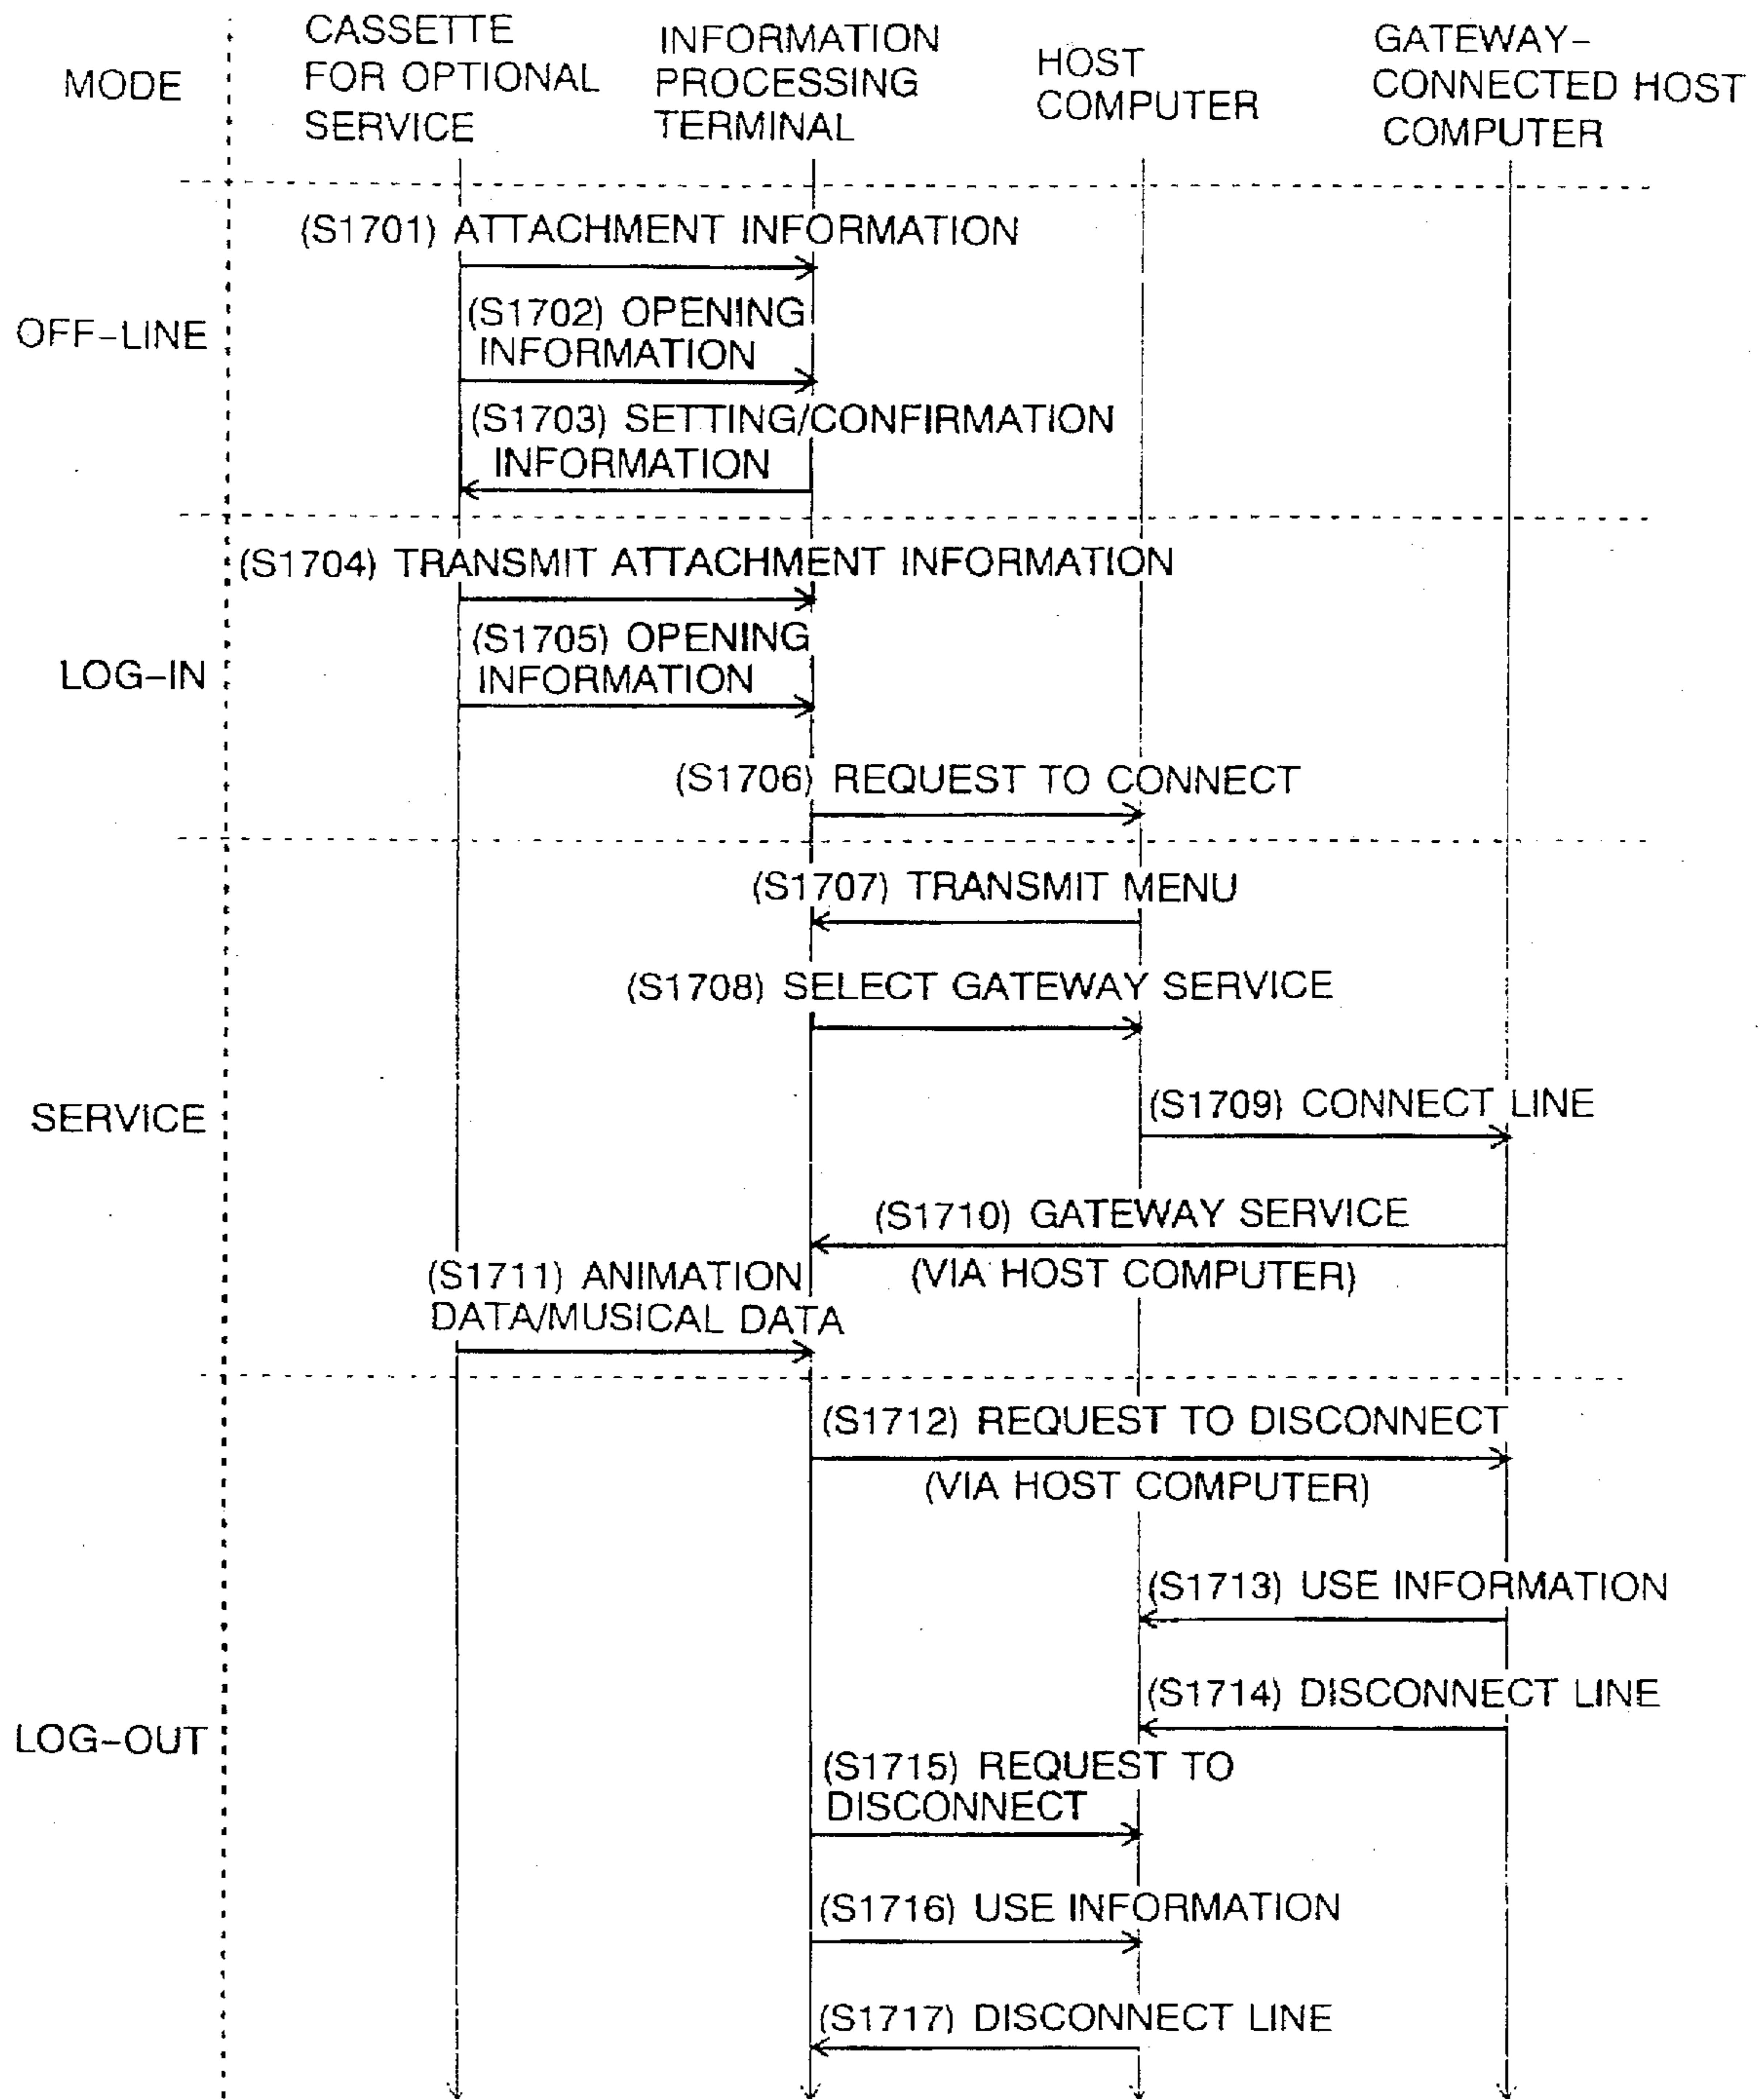 MODE
CASSETTE
FOR OPTIONAL
SERVICE
INFORMATION
PROCESSING
TERMINAL
HOST
COMPUTER
GATEWAY-
CONNECTED HOST
COMPUTER
OFF-LINE
(S1701) ATTACHMENT INFORMATION
(S1702) OPENING
INFORMATION
(S1703) SETTING/CONFIRMATION
INFORMATION
LOG-IN
(S1704) TRANSMIT ATTACHMENT INFORMATION
(S1705) OPENING
INFORMATION
(S1706) REQUEST TO CONNECT
SERVICE
(S1707) TRANSMIT MENU
(S1708) SELECT GATEWAY SERVICE
(S1709) CONNECT LINE
(S1710) GATEWAY SERVICE
(VIA HOST COMPUTER)
(S1711) ANIMATION
DATA/MUSICAL DATA
LOG-OUT
(S1712) REQUEST TO DISCONNECT
(VIA HOST COMPUTER)
(S1713) USE INFORMATION
(S1714) DISCONNECT LINE
(S1715) REQUEST TO
DISCONNECT
(S1716) USE INFORMATION
(S1717) DISCONNECT LINE